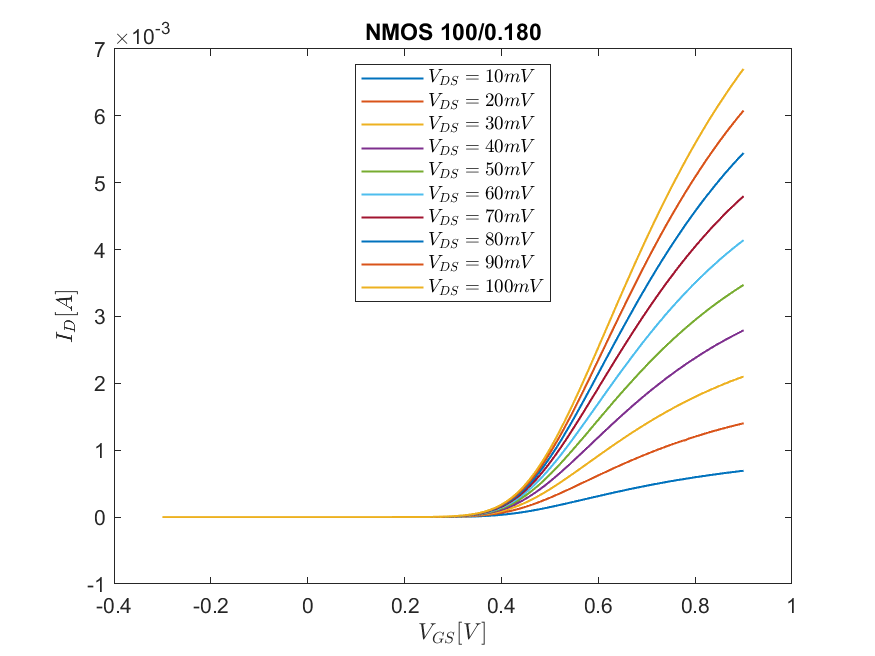 NMOS 100/0.180
×10⁻³
7
6
5
4
3
2
1
0
-1
I_D[A]
V_DS = 10mV
V_DS = 20mV
V_DS = 30mV
V_DS = 40mV
V_DS = 50mV
V_DS = 60mV
V_DS = 70mV
V_DS = 80mV
V_DS = 90mV
V_DS = 100mV
-0.4 -0.2 0 0.2 0.4 0.6 0.8 1
V_GS[V]